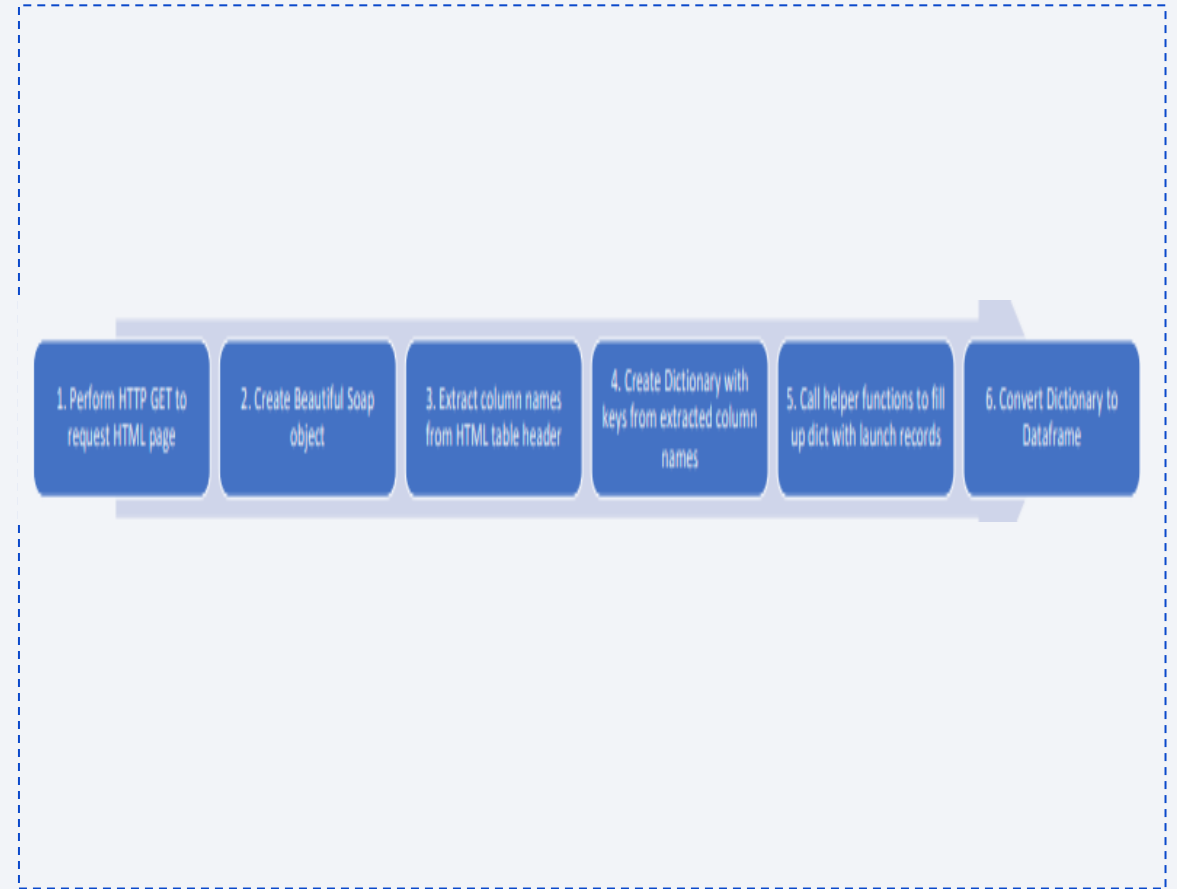 1. Perform HTTP GET to
request HTML page
2. Create Beautiful Soap
object
3. Extract column names
from HTML table header
4. Create Dictionary with
keys from extracted column
names
5. Call helper functions to fill
up dict with launch records
6. Convert Dictionary to
Dataframe